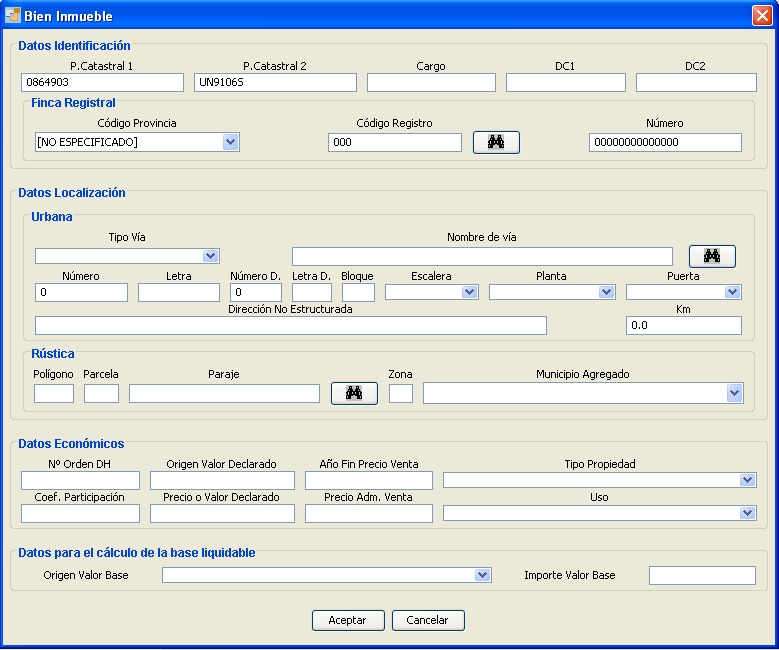 Bien Inmueble
Datos Identificación
P.Catastral 1 P.Catastral 2 Cargo DC1 DC2
0864903 UN9106S
Finca Registral
Código Provincia Código Registro Número
[NO ESPECIFICADO] 000 00000000000000
Datos Localización
Urbana
Tipo Vía Nombre de vía
Número Letra Número D. Letra D. Bloque Escalera Planta Puerta
0 0
Dirección No Estructurada Km
0.0
Rústica
Polígono Parcela Paraje Zona Municipio Agregado
Datos Económicos
Nº Orden DH Origen Valor Declarado Año Fin Precio Venta Tipo Propiedad
Coef. Participación Precio o Valor Declarado Precio Adm. Venta Uso
Datos para el cálculo de la base liquidable
Origen Valor Base Importe Valor Base
Aceptar Cancelar